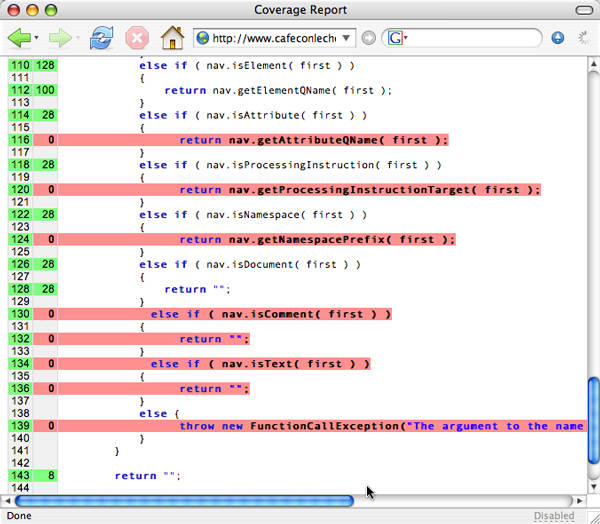 Coverage Report
http://www.cafeconlech
G
110 128 else if ( nav.isElement( first ) )
111 {
112 100 return nav.getElementQName( first );
113 }
114 28 else if ( nav.isAttribute( first ) )
115 {
116 0 return nav.getAttributeQName( first );
117 }
118 28 else if ( nav.isProcessingInstruction( first ) )
119 {
120 0 return nav.getProcessingInstructionTarget( first );
121 }
122 28 else if ( nav.isNamespace( first ) )
123 {
124 0 return nav.getNamespacePrefix( first );
125 }
126 28 else if ( nav.isDocument( first ) )
127 {
128 28 return "";
129 }
130 0 else if ( nav.isComment( first ) )
131 {
132 0 return "";
133 }
134 0 else if ( nav.isText( first ) )
135 {
136 0 return "";
137 }
138 else {
139 0 throw new FunctionCallException("The argument to the name
140 }
141 }
142
143 8 return "";
144
Done Disabled